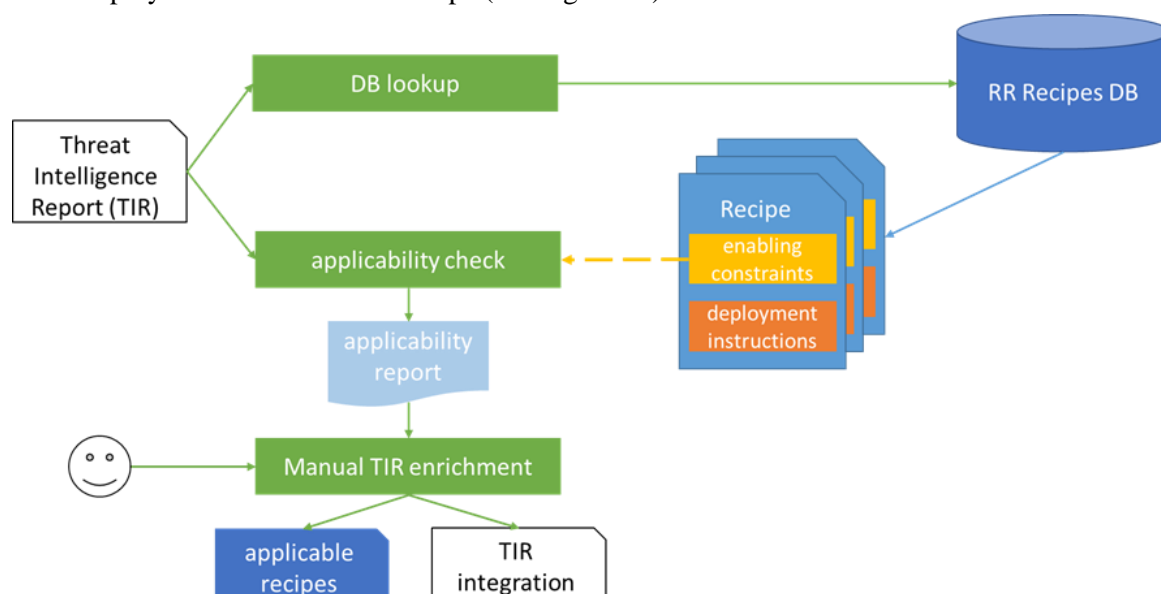 DB lookup
RR Recipes DB
Threat
Intelligence
Report (TIR)
Recipe
enabling
constraints
applicability check
deployment
instructions
applicability
report
Manual TIR enrichment
applicable
recipes
TIR
integration